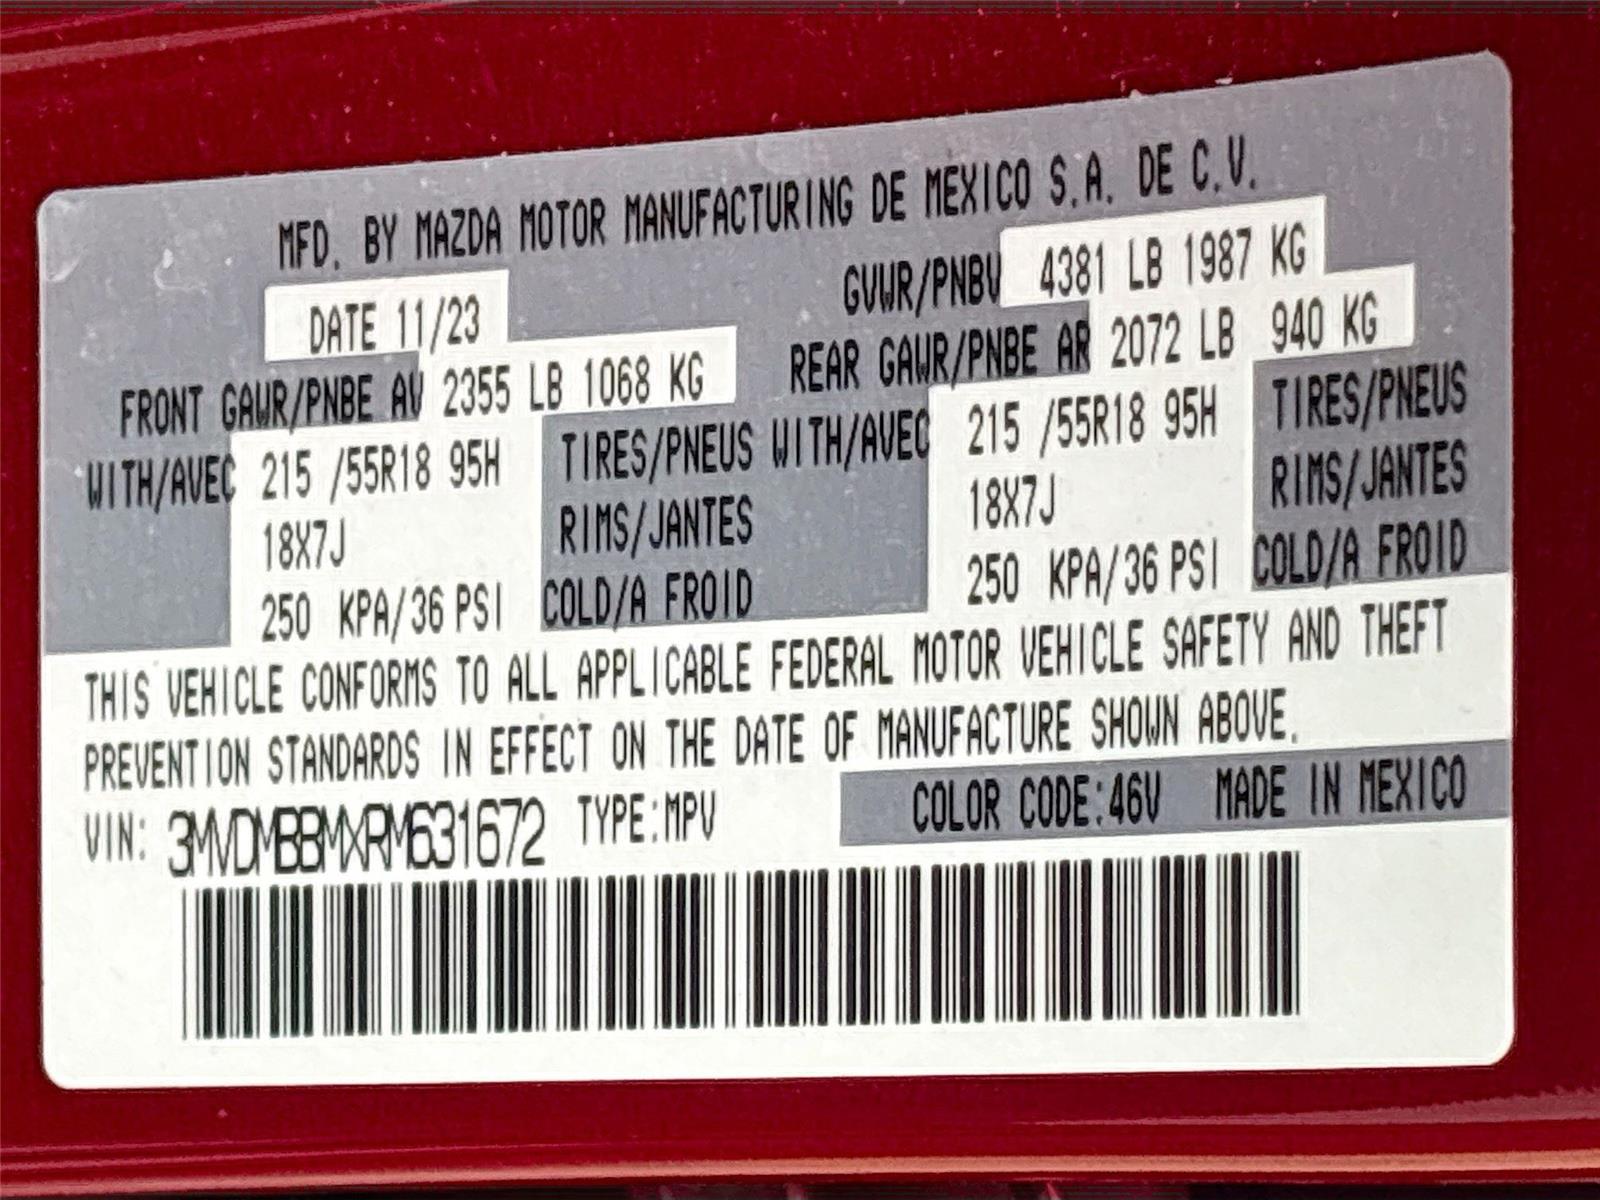 MFD. BY MAZDA MOTOR MANUFACTURING DE MEXICO S.A. DE C.V.
DATE 11/23 GVWR/PNBV 4381 LB 1987 KG
FRONT GAWR/PNBE AV 2355 LB 1068 KG REAR GAWR/PNBE AR 2072 LB 940 KG
WITH/AVEC 215 /55R18 95H TIRES/PNEUS WITH/AVEC 215 /55R18 95H TIRES/PNEUS
18X7J RIMS/JANTES 18X7J RIMS/JANTES
250 KPA/36 PSI COLD/A FROID 250 KPA/36 PSI COLD/A FROID
THIS VEHICLE CONFORMS TO ALL APPLICABLE FEDERAL MOTOR VEHICLE SAFETY AND THEFT
PREVENTION STANDARDS IN EFFECT ON THE DATE OF MANUFACTURE SHOWN ABOVE.
VIN: 3MVDMBBMXRM631672 TYPE:MPV COLOR CODE:46V MADE IN MEXICO